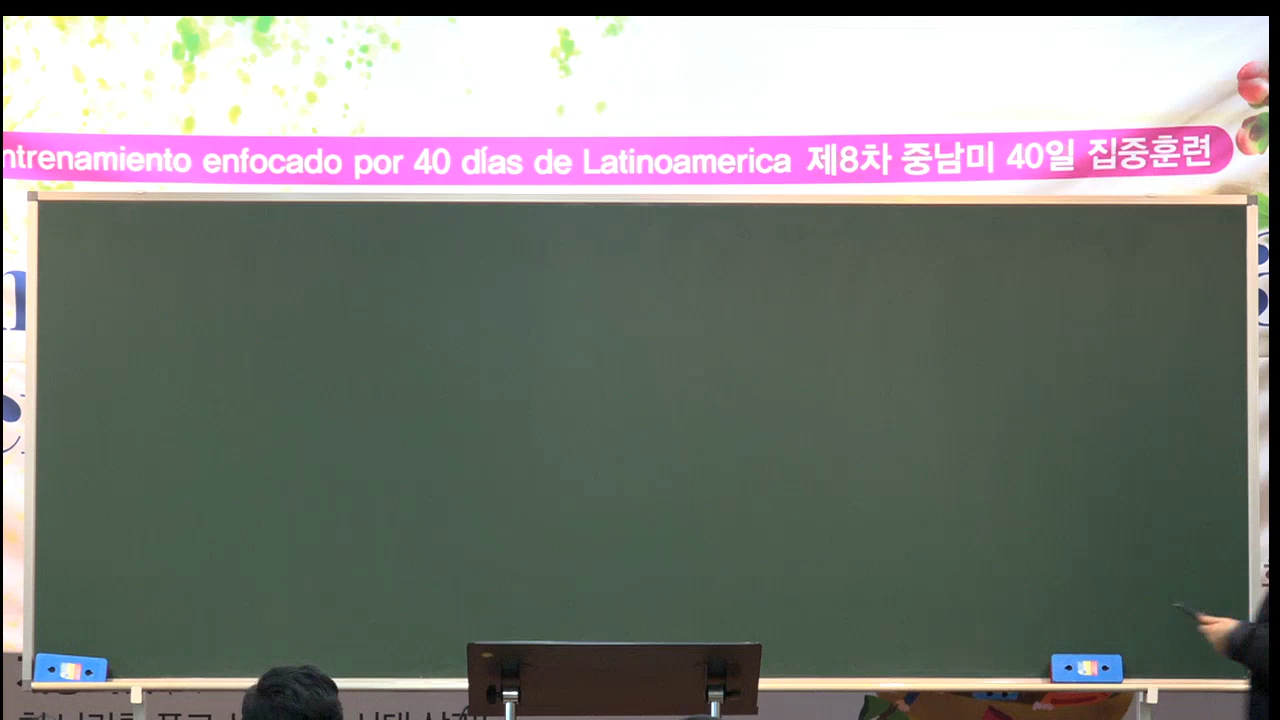 ntrenamiento enfocado por 40 días de Latinoamerica 제8차 중남미 40일 집중훈련